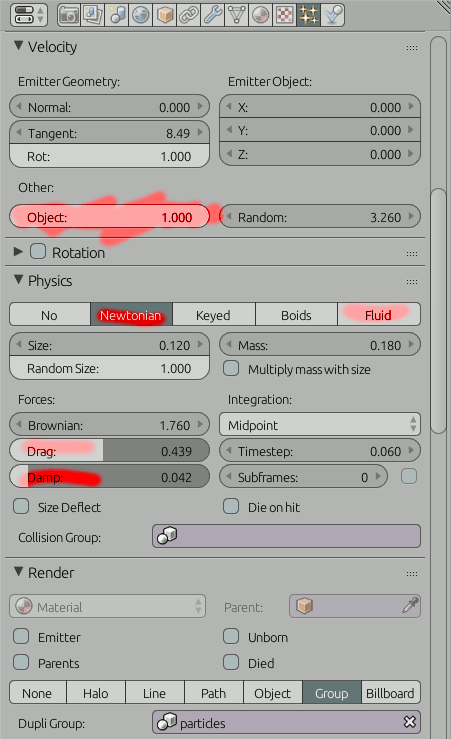 Velocity
Emitter Geometry: Emitter Object:
Normal: 0.000 X: 0.000
Tangent: 8.49 Y: 0.000
Rot: 1.000 Z: 0.000
Other:
Object: 1.000 Random: 3.260
Rotation
Physics
No Newtonian Keyed Boids Fluid
Size: 0.120 Mass: 0.180
Random Size: 1.000 Multiply mass with size
Forces: Integration:
Brownian: 1.760 Midpoint
Drag: 0.439 Timestep: 0.060
Damp: 0.042 Subframes: 0
Size Deflect Die on hit
Collision Group:
Render
Material Parent:
Emitter Unborn
Parents Died
None Halo Line Path Object Group Billboard
Dupli Group: particles